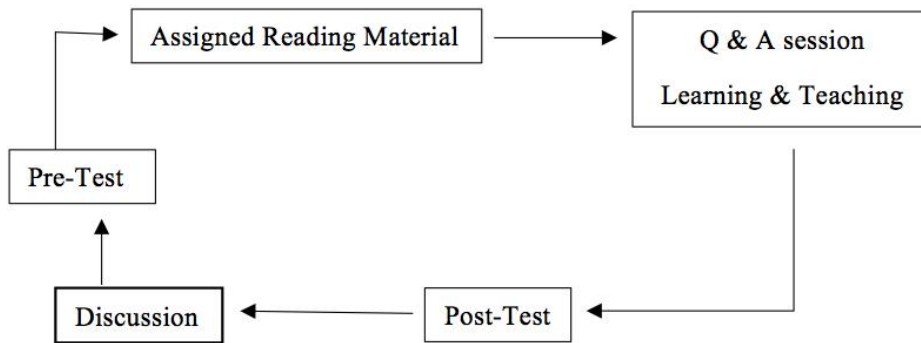 Assigned Reading Material
Q & A session
Learning & Teaching
Pre-Test
Discussion
Post-Test